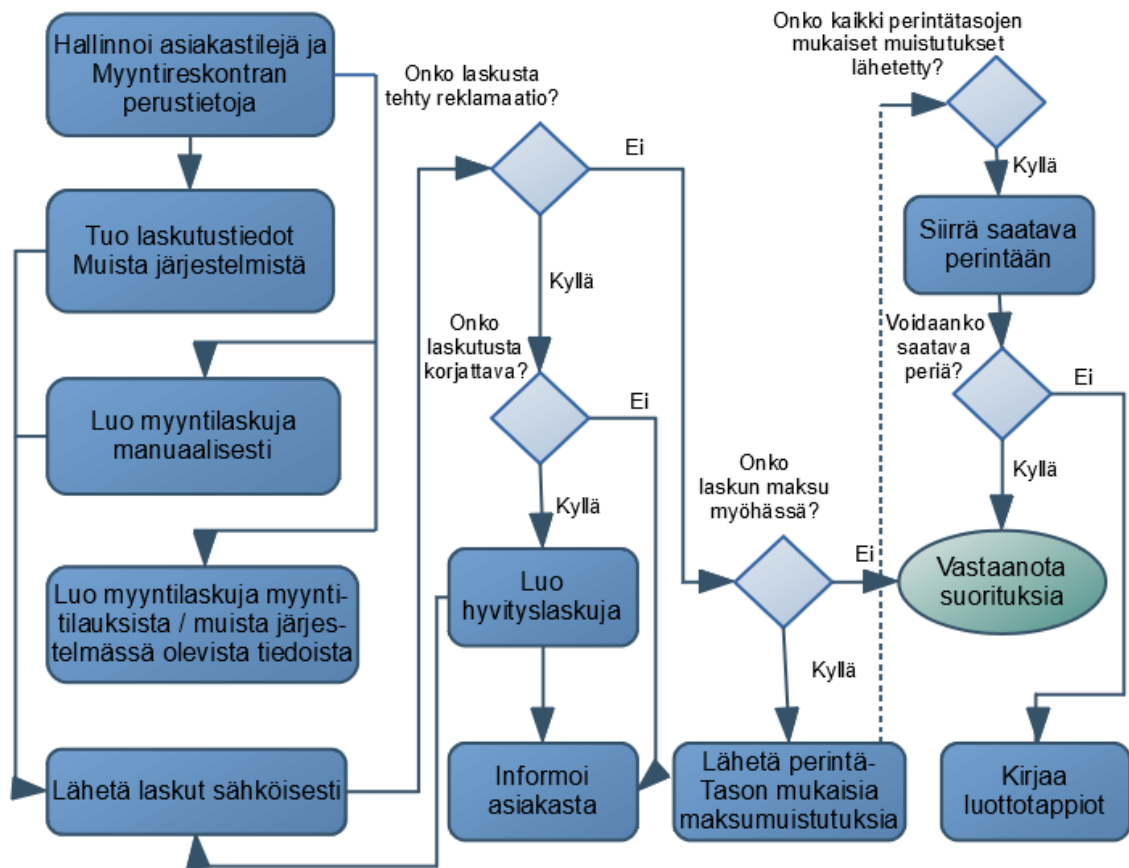 Hallinnoi asiakastilejä ja
Myyntireskontran
perustietoja
Tuo laskutustiedot
Muista järjestelmistä
Luo myyntilaskuja
manuaalisesti
Luo myyntilaskuja myynti-
tilauksista / muista järjes-
telmässä olevista tiedoista
Lähetä laskut sähköisesti
Onko laskusta
tehty reklamaatio?
Ei
Kyllä
Onko
laskutusta
korjattava?
Ei
Kyllä
Luo
hyvityslaskuja
Informoi
asiakasta
Onko
laskun maksu
myöhässä?
Ei
Kyllä
Lähetä perintä-
Tason mukaisia
maksumuistutuksia
Onko kaikki perintätasojen
mukaiset muistutukset
lähetetty?
Kyllä
Siirrä saatava
perintään
Voidaanko
saatava
periä?
Ei
Kyllä
Vastaanota
suorituksia
Kirjaa
luottotappiot